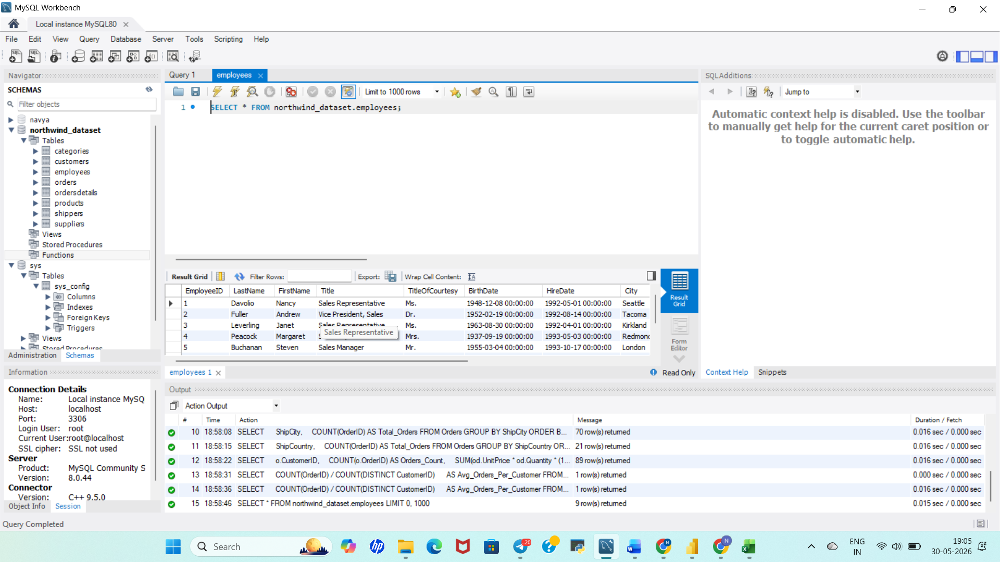 MySQL Workbench
Local instance MySQL80
File Edit View Query Database Server Tools Scripting Help
Navigator
SCHEMAS
Filter objects
navya
northwind_dataset
Tables
categories
customers
employees
orders
ordersdetails
products
shippers
suppliers
Views
Stored Procedures
Functions
sys
Tables
sys_config
Columns
Indexes
Foreign Keys
Triggers
Views
Stored Procedures
Administration Schemas
Information
Connection Details
Name: Local instance MySQ
Host: localhost
Port: 3306
Login User: root
Current User:root@localhost
SSL cipher: SSL not used
Server
Product: MySQL Community S
Version: 8.0.44
Connector
Version: C++ 9.5.0
Object Info Session
Query Completed
Query 1 employees
Limit to 1000 rows
1 SELECT * FROM northwind_dataset.employees;
Result Grid Filter Rows: Export: Wrap Cell Content:
EmployeeID LastName FirstName Title TitleOfCourtesy BirthDate HireDate City
1 Davolio Nancy Sales Representative Ms. 1948-12-08 00:00:00 1992-05-01 00:00:00 Seattle
2 Fuller Andrew Vice President, Sales Dr. 1952-02-19 00:00:00 1992-08-14 00:00:00 Tacoma
3 Leverling Janet Sales Representative Ms. 1963-08-30 00:00:00 1992-04-01 00:00:00 Kirkland
Sales Representative
4 Peacock Margaret Mrs. 1937-09-19 00:00:00 1993-05-03 00:00:00 Redmond
5 Buchanan Steven Sales Manager Mr. 1955-03-04 00:00:00 1993-10-17 00:00:00 London
Result Grid
Form Editor
employees 1
Read Only
SQLAdditions
Jump to
Automatic context help is disabled. Use the toolbar
to manually get help for the current caret position or
to toggle automatic help.
Context Help Snippets
Output
Action Output
# Time Action Message Duration / Fetch
10 18:58:08 SELECT ShipCity, COUNT(OrderID) AS Total_Orders FROM Orders GROUP BY ShipCity ORDER B... 70 row(s) returned 0.016 sec / 0.000 sec
11 18:58:15 SELECT ShipCountry, COUNT(OrderID) AS Total_Orders FROM Orders GROUP BY ShipCountry OR... 21 row(s) returned 0.016 sec / 0.000 sec
12 18:58:22 SELECT o.CustomerID, COUNT(o.OrderID) AS Orders_Count, SUM(od.UnitPrice * od.Quantity * (1... 89 row(s) returned 0.016 sec / 0.000 sec
13 18:58:31 SELECT COUNT(OrderID) / COUNT(DISTINCT CustomerID) AS Avg_Orders_Per_Customer FROM... 1 row(s) returned 0.000 sec / 0.000 sec
14 18:58:36 SELECT COUNT(OrderID) / COUNT(DISTINCT CustomerID) AS Avg_Orders_Per_Customer FROM... 1 row(s) returned 0.016 sec / 0.000 sec
15 18:58:46 SELECT * FROM northwind_dataset.employees LIMIT 0, 1000 9 row(s) returned 0.015 sec / 0.000 sec
Search
ENG
IN
19:05
30-05-2026